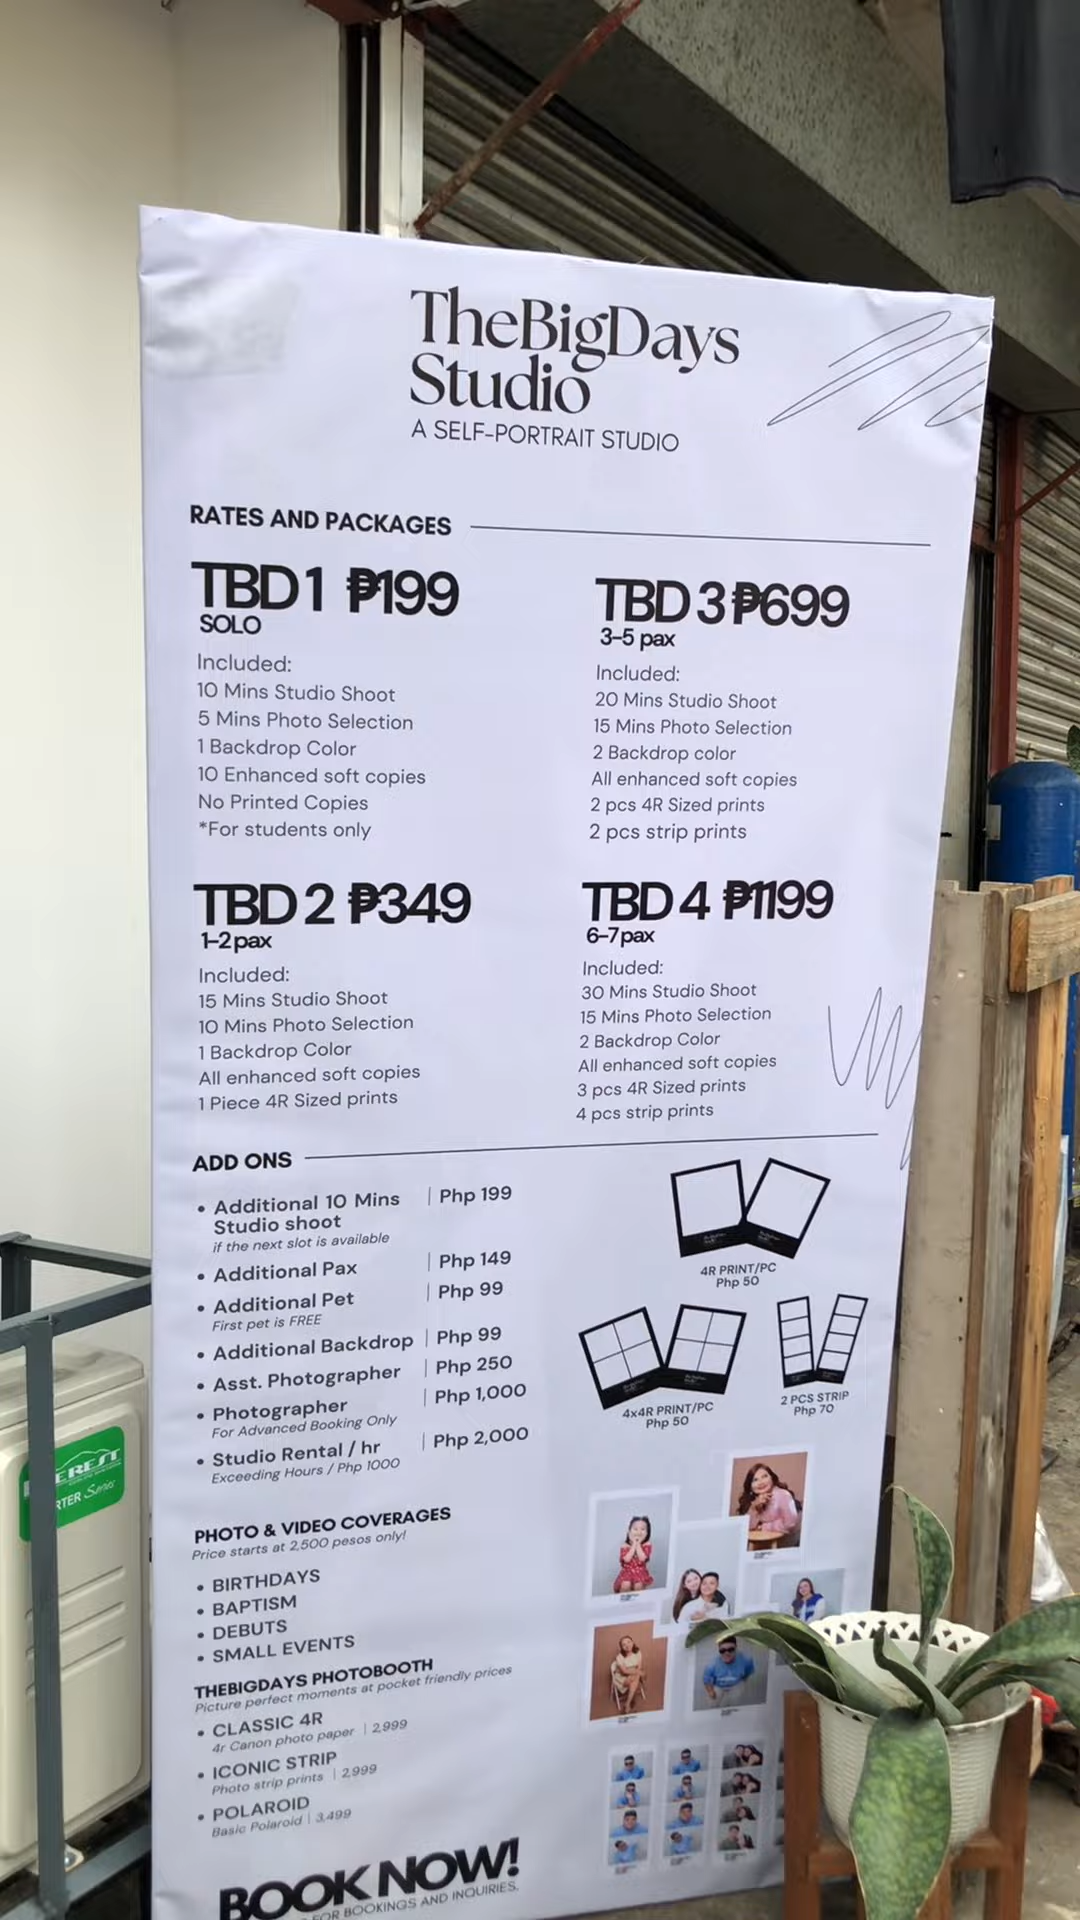 TheBigDays
Studio
A SELF-PORTRAIT STUDIO
RATES AND PACKAGES
TBD 1 ₱199
SOLO
Included:
10 Mins Studio Shoot
5 Mins Photo Selection
1 Backdrop Color
10 Enhanced soft copies
No Printed Copies
*For students only
TBD 3 ₱699
3-5 pax
Included:
20 Mins Studio Shoot
15 Mins Photo Selection
2 Backdrop color
All enhanced soft copies
2 pcs 4R Sized prints
2 pcs strip prints
TBD 2 ₱349
1-2 pax
Included:
15 Mins Studio Shoot
10 Mins Photo Selection
1 Backdrop Color
All enhanced soft copies
1 Piece 4R Sized prints
TBD 4 ₱1199
6-7 pax
Included:
30 Mins Studio Shoot
15 Mins Photo Selection
2 Backdrop Color
All enhanced soft copies
3 pcs 4R Sized prints
4 pcs strip prints
ADD ONS
• Additional 10 Mins | Php 199
Studio shoot
if the next slot is available
• Additional Pax | Php 149
• Additional Pet | Php 99
First pet is FREE
• Additional Backdrop | Php 99
• Asst. Photographer | Php 250
• Photographer | Php 1,000
For Advanced Booking Only
• Studio Rental / hr | Php 2,000
Exceeding Hours / Php 1000
4R PRINT/PC
Php 50
4x4R PRINT/PC
Php 50
2 PCS STRIP
Php 70
PHOTO & VIDEO COVERAGES
Price starts at 2,500 pesos only!
• BIRTHDAYS
• BAPTISM
• DEBUTS
• SMALL EVENTS
THEBIGDAYS PHOTOBOOTH
Picture perfect moments at pocket friendly prices
• CLASSIC 4R
4r Canon photo paper | 2,999
• ICONIC STRIP
Photo strip prints | 2,999
• POLAROID
Basic Polaroid | 3,499
BOOK NOW!
FOR BOOKINGS AND INQUIRIES.
EREST
RTER Series